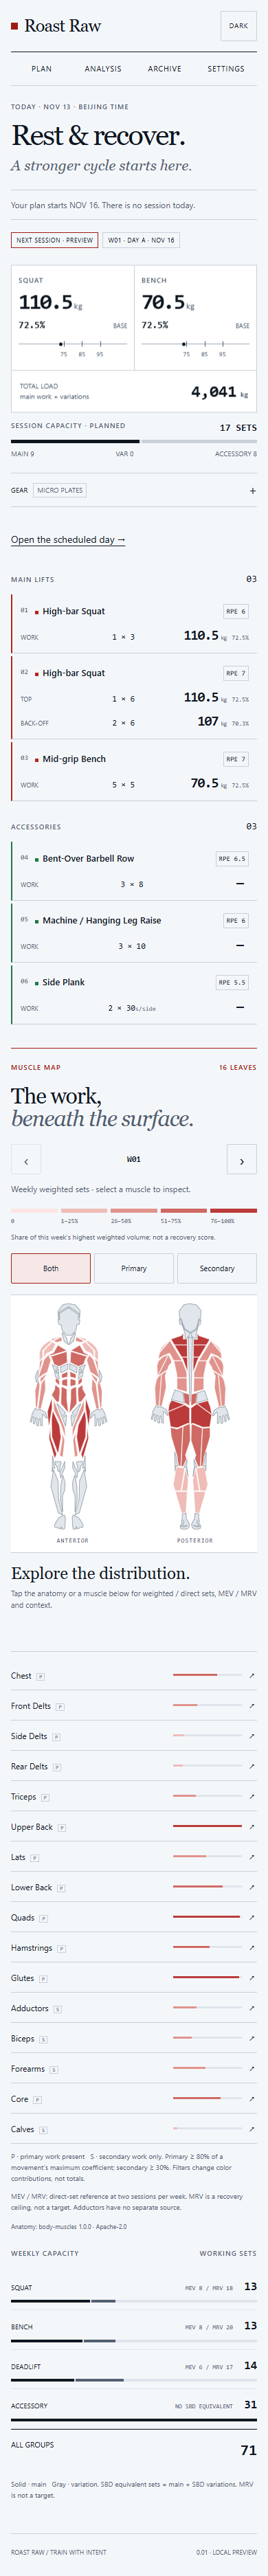 Roast Raw
DARK
PLAN ANALYSIS ARCHIVE SETTINGS
TODAY · NOV 13 · BEIJING TIME
Rest & recover.
A stronger cycle starts here.
Your plan starts NOV 16. There is no session today.
NEXT SESSION · PREVIEW W01 · DAY A · NOV 16
SQUAT BENCH
110.5kg 70.5kg
72.5% BASE 72.5% BASE
75 85 95 75 85 95
TOTAL LOAD
main work + variations
4,041 kg
SESSION CAPACITY · PLANNED 17 SETS
MAIN 9 VAR 0 ACCESSORY 8
GEAR MICRO PLATES +
Open the scheduled day →
MAIN LIFTS 03
01 High-bar Squat RPE 6
WORK 1 × 3 110.5 kg 72.5%
02 High-bar Squat RPE 7
TOP 1 × 6 110.5 kg 72.5%
BACK-OFF 2 × 6 107 kg 70.3%
03 Mid-grip Bench RPE 7
WORK 5 × 5 70.5 kg 72.5%
ACCESSORIES 03
04 Bent-Over Barbell Row RPE 6.5
WORK 3 × 8 —
05 Machine / Hanging Leg Raise RPE 6
WORK 3 × 10 —
06 Side Plank RPE 5.5
WORK 2 × 30s/side —
MUSCLE MAP 16 LEAVES
The work,
beneath the surface.
‹ W01 ›
Weekly weighted sets · select a muscle to inspect.
0 1–25% 26–50% 51–75% 76–100%
Share of this week's highest weighted volume; not a recovery score.
Both Primary Secondary
ANTERIOR POSTERIOR
Explore the distribution.
Tap the anatomy or a muscle below for weighted / direct sets, MEV / MRV
and context.
Chest P ↗
Front Delts P ↗
Side Delts P ↗
Rear Delts P ↗
Triceps P ↗
Upper Back P ↗
Lats P ↗
Lower Back P ↗
Quads P ↗
Hamstrings P ↗
Glutes P ↗
Adductors S ↗
Biceps S ↗
Forearms S ↗
Core P ↗
Calves S ↗
P · primary work present S · secondary work only. Primary ≥ 80% of a
movement's maximum coefficient; secondary ≥ 30%. Filters change color
contributions, not totals.
MEV / MRV: direct-set reference at two sessions per week. MRV is a recovery
ceiling, not a target. Adductors have no separate source.
Anatomy: body-muscles 1.0.0 · Apache-2.0
WEEKLY CAPACITY WORKING SETS
SQUAT MEV 8 / MRV 18 13
BENCH MEV 8 / MRV 20 13
DEADLIFT MEV 6 / MRV 17 14
ACCESSORY NO SBD EQUIVALENT 31
ALL GROUPS 71
Solid · main Gray · variation. SBD equivalent sets = main + SBD variations. MRV
is not a target.
ROAST RAW / TRAIN WITH INTENT 0.01 · LOCAL PREVIEW